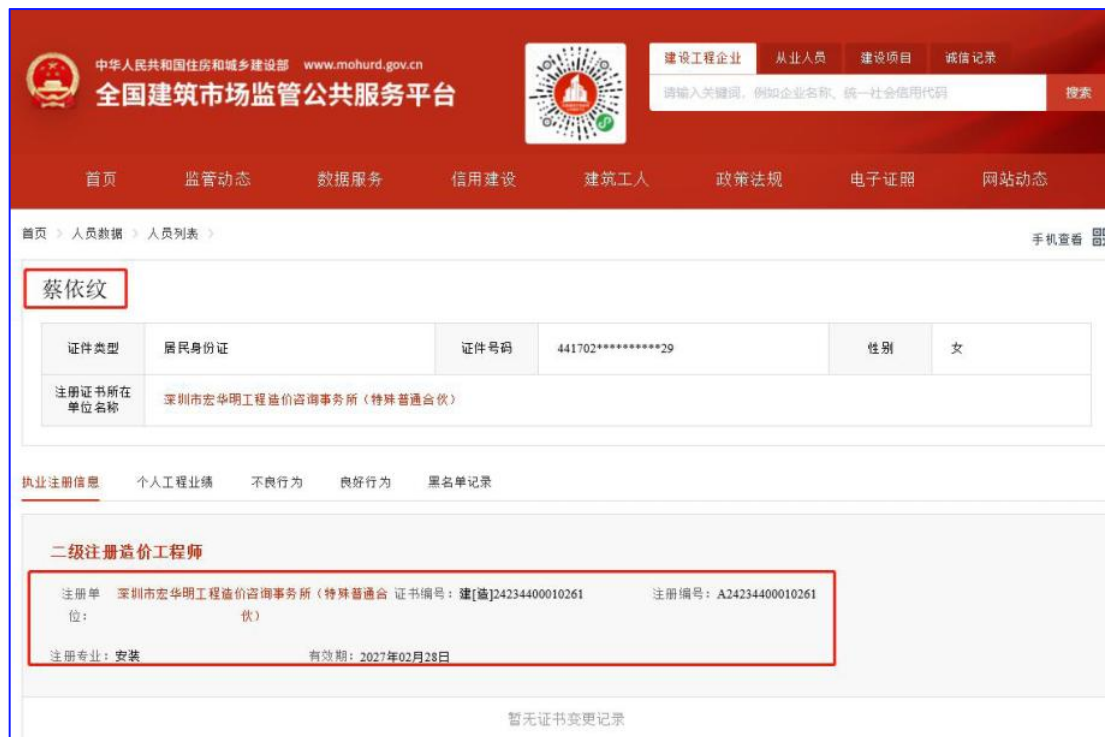 中华人民共和国住房和城乡建设部 www.mohurd.gov.cn
全国建筑市场监管公共服务平台
建设工程企业 从业人员 建设项目 诚信记录
请输入关键词，例如企业名称、统一社会信用代码 搜索
首页 监管动态 数据服务 信用建设 建筑工人 政策法规 电子证照 网站动态
首页 > 人员数据 > 人员列表 >
手机查看
蔡依纹
证件类型 居民身份证 证件号码 441702**********29 性别 女
注册证书所在
单位名称 深圳市宏华明工程造价咨询事务所（特殊普通合伙）
执业注册信息 个人工程业绩 不良行为 良好行为 黑名单记录
二级注册造价工程师
注册单 深圳市宏华明工程造价咨询事务所（特殊普通合 证书编号：建[造]24234400010261 注册编号：A24234400010261
位： 伙）
注册专业：安装 有效期：2027年02月28日
暂无证书变更记录